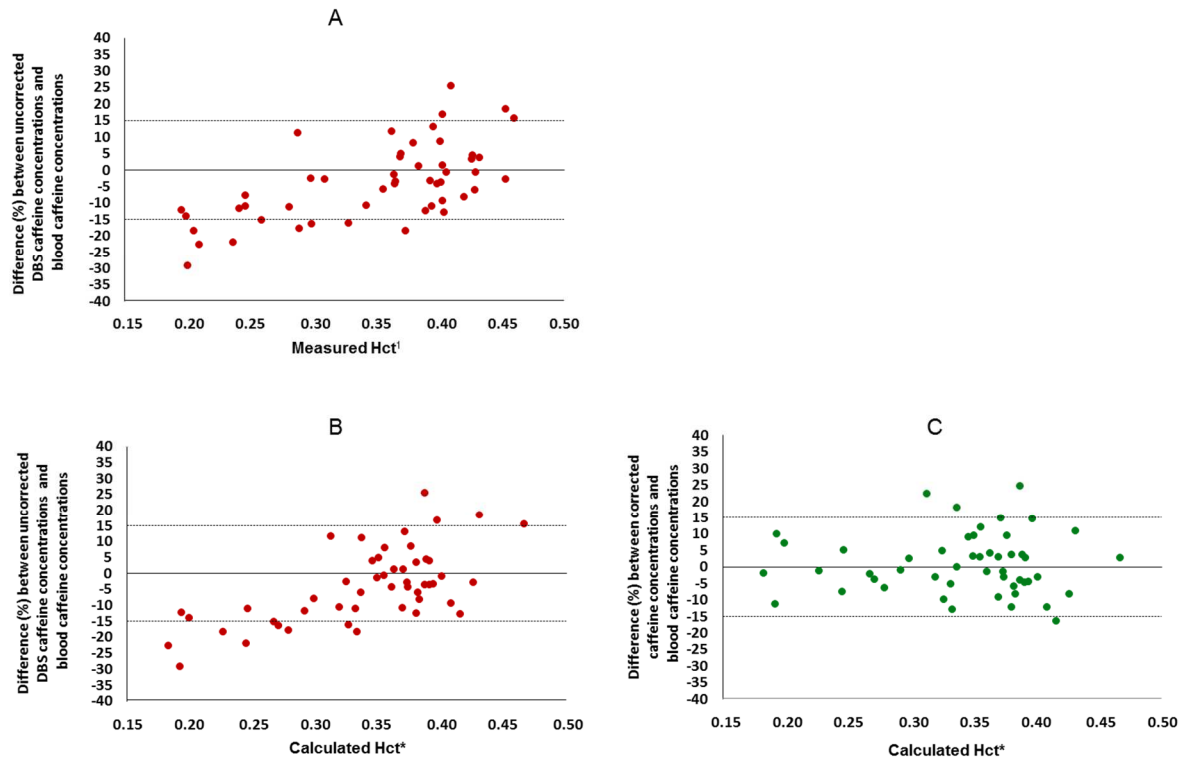 A
Difference (%) between uncorrected
DBS caffeine concentrations and
blood caffeine concentrations
40
35
30
25
20
15
10
5
0
-5
-10
-15
-20
-25
-30
-35
-40
0.15 0.20 0.25 0.30 0.35 0.40 0.45 0.50
Measured Hct¹
B
Difference (%) between uncorrected
DBS caffeine concentrations and
blood caffeine concentrations
40
35
30
25
20
15
10
5
0
-5
-10
-15
-20
-25
-30
-35
-40
0.15 0.20 0.25 0.30 0.35 0.40 0.45 0.50
Calculated Hct*
C
Difference (%) between corrected
caffeine concentrations and
blood caffeine concentrations
40
35
30
25
20
15
10
5
0
-5
-10
-15
-20
-25
-30
-35
-40
0.15 0.20 0.25 0.30 0.35 0.40 0.45 0.50
Calculated Hct*